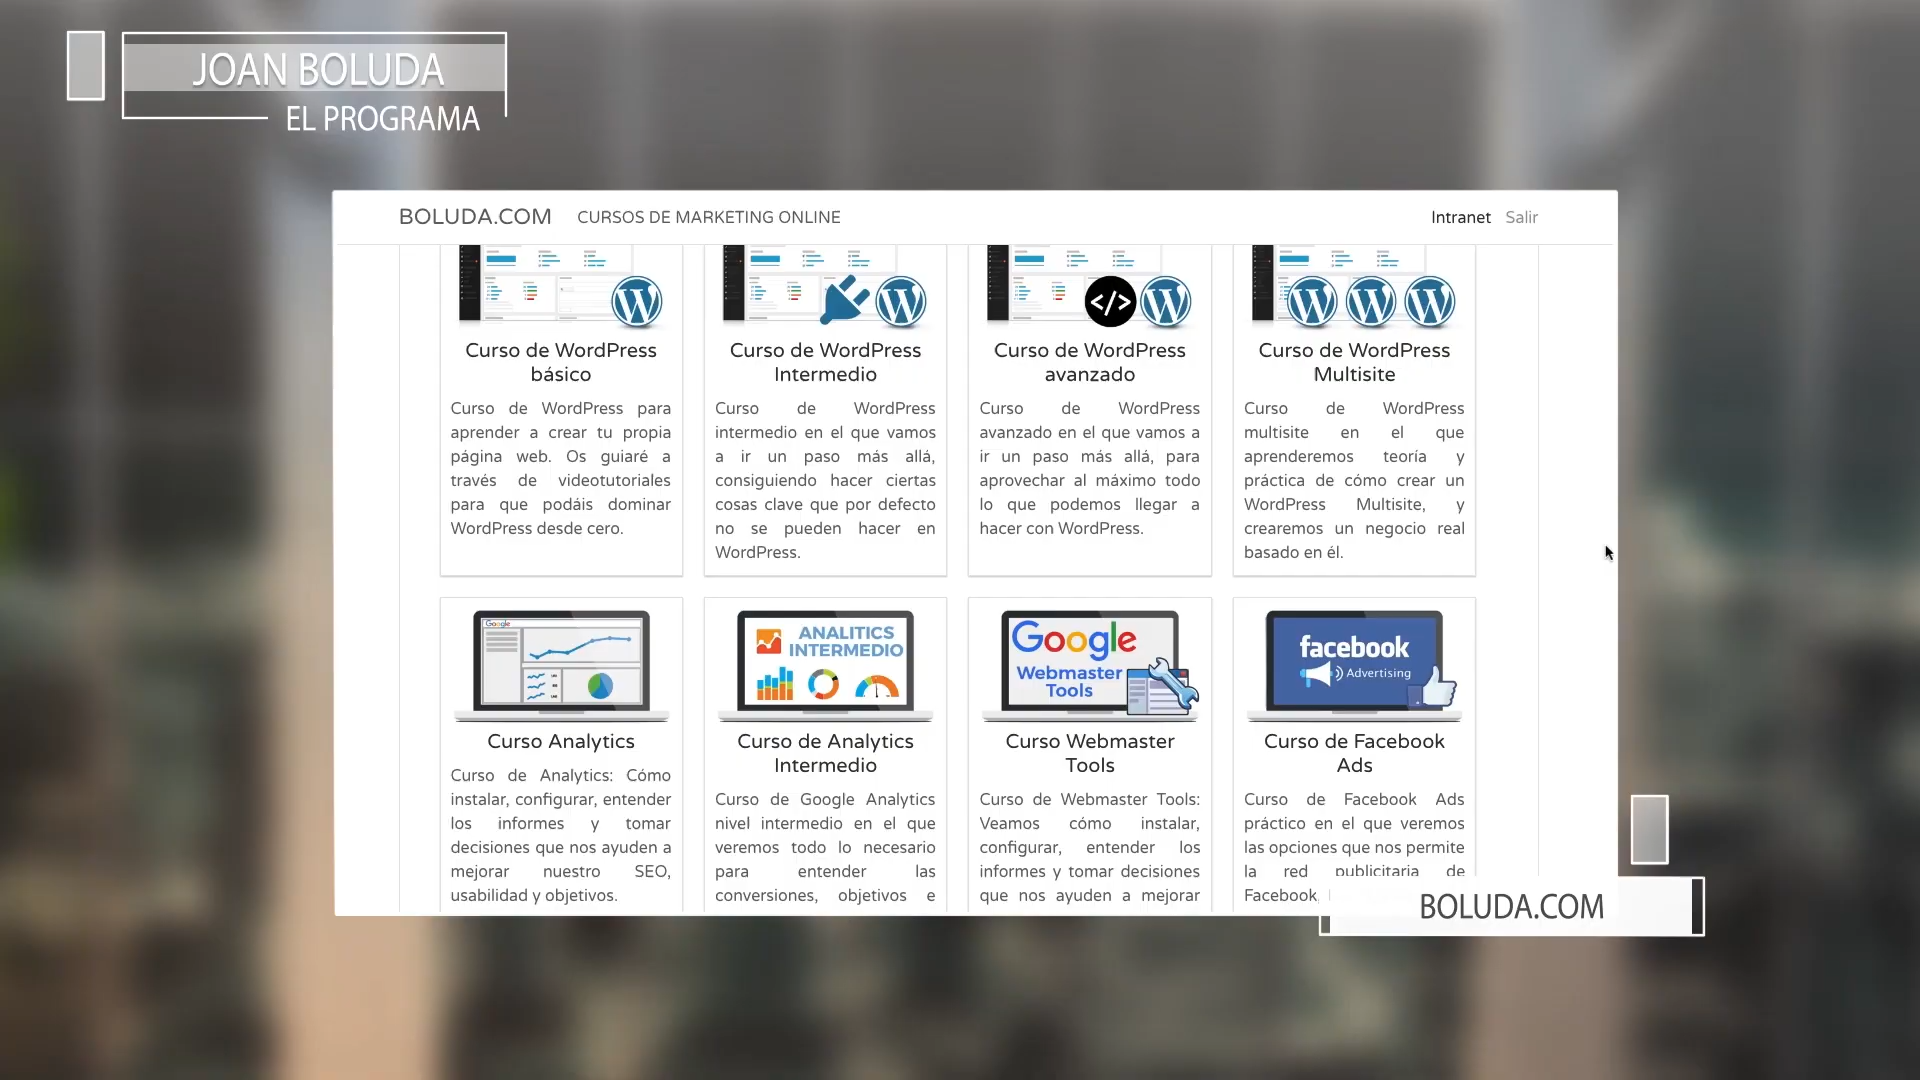 JOAN BOLUDA
EL PROGRAMA
BOLUDA.COM CURSOS DE MARKETING ONLINE Intranet Salir
Curso de WordPress
básico
Curso de WordPress para
aprender a crear tu propia
página web. Os guiaré a
través de videotutoriales
para que podáis dominar
WordPress desde cero.
Curso de WordPress
Intermedio
Curso de WordPress
intermedio en el que vamos
a ir un paso más allá,
consiguiendo hacer ciertas
cosas clave que por defecto
no se pueden hacer en
WordPress.
Curso de WordPress
avanzado
Curso de WordPress
avanzado en el que vamos a
ir un paso más allá, para
aprovechar al máximo todo
lo que podemos llegar a
hacer con WordPress.
Curso de WordPress
Multisite
Curso de WordPress
multisite en el que
aprenderemos teoría y
práctica de cómo crear un
WordPress Multisite, y
crearemos un negocio real
basado en él.
Google
Curso Analytics
Curso de Analytics: Cómo
instalar, configurar, entender
los informes y tomar
decisiones que nos ayuden a
mejorar nuestro SEO,
usabilidad y objetivos.
ANALITICS
INTERMEDIO
Curso de Analytics
Intermedio
Curso de Google Analytics
nivel intermedio en el que
veremos todo lo necesario
para entender las
conversiones, objetivos e
Google
Webmaster
Tools
Curso Webmaster
Tools
Curso de Webmaster Tools:
Veamos cómo instalar,
configurar, entender los
informes y tomar decisiones
que nos ayuden a mejorar
facebook
Advertising
Curso de Facebook
Ads
Curso de Facebook Ads
práctico en el que veremos
las opciones que nos permite
la red publicitaria de
Facebook,
BOLUDA.COM